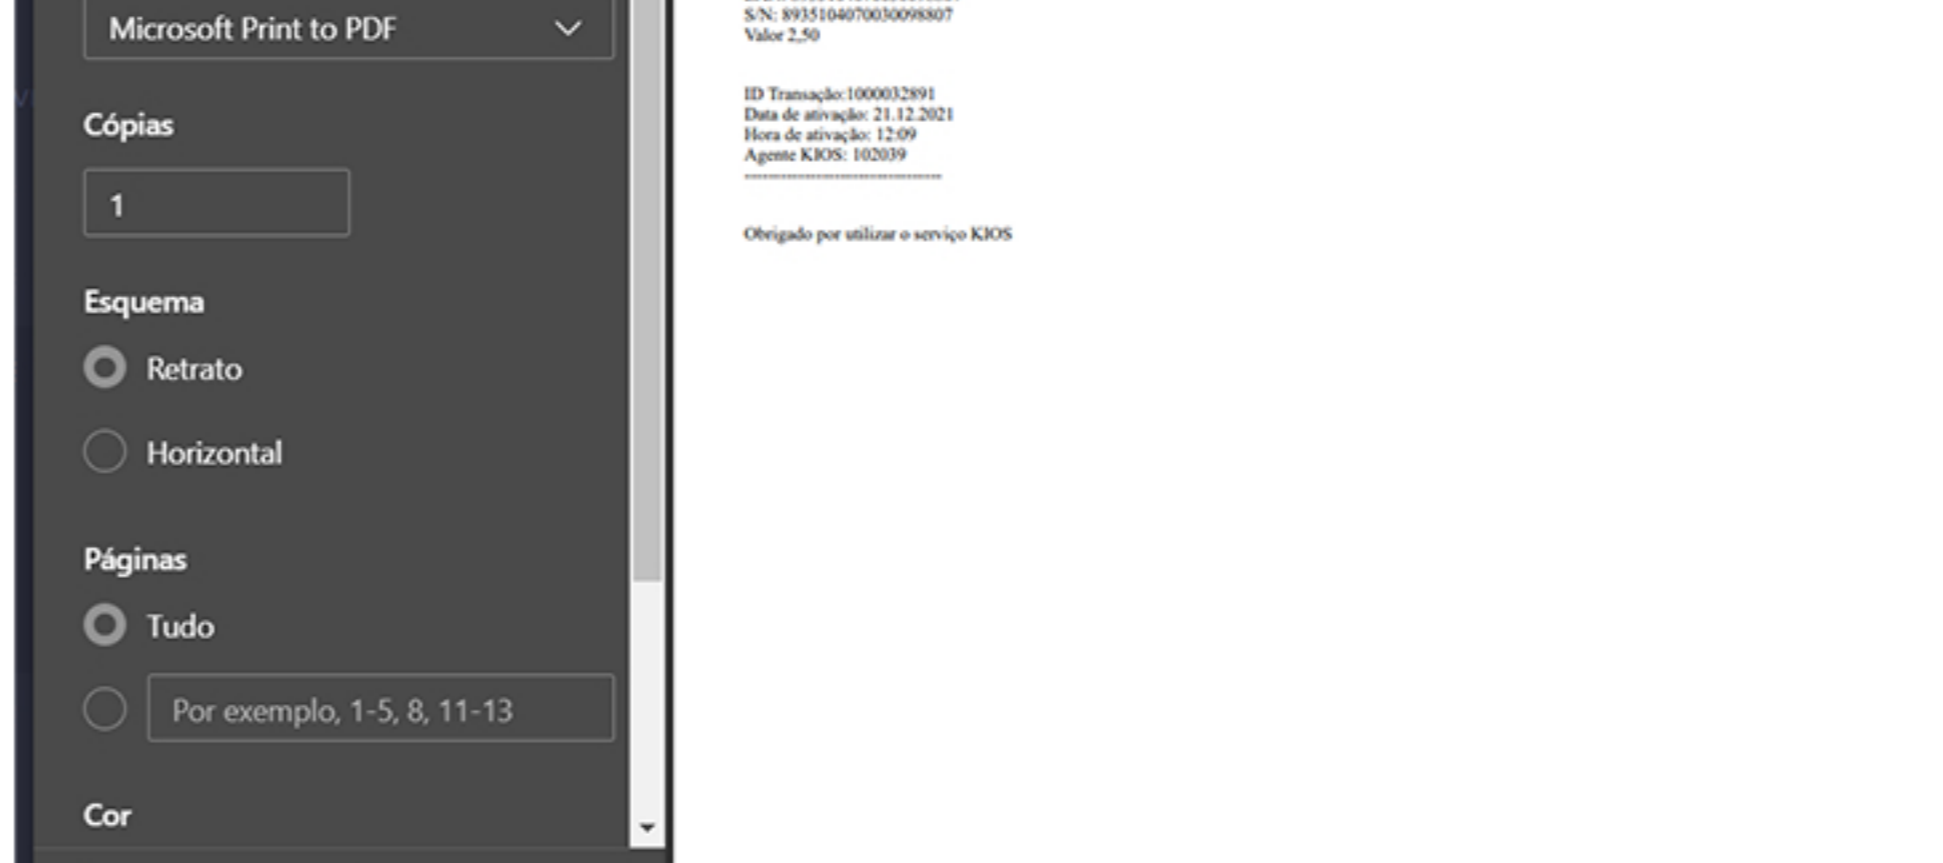 Microsoft Print to PDF
Cópias
1
Esquema
Retrato
Horizontal
Páginas
Tudo
Por exemplo, 1-5, 8, 11-13
Cor
S/N: 8935104070030098807
Valor 2,50
ID Transação:1000032891
Data de ativação: 21.12.2021
Hora de ativação: 12:09
Agente KIOS: 102039
------------------------------------
Obrigado por utilizar o serviço KIOS